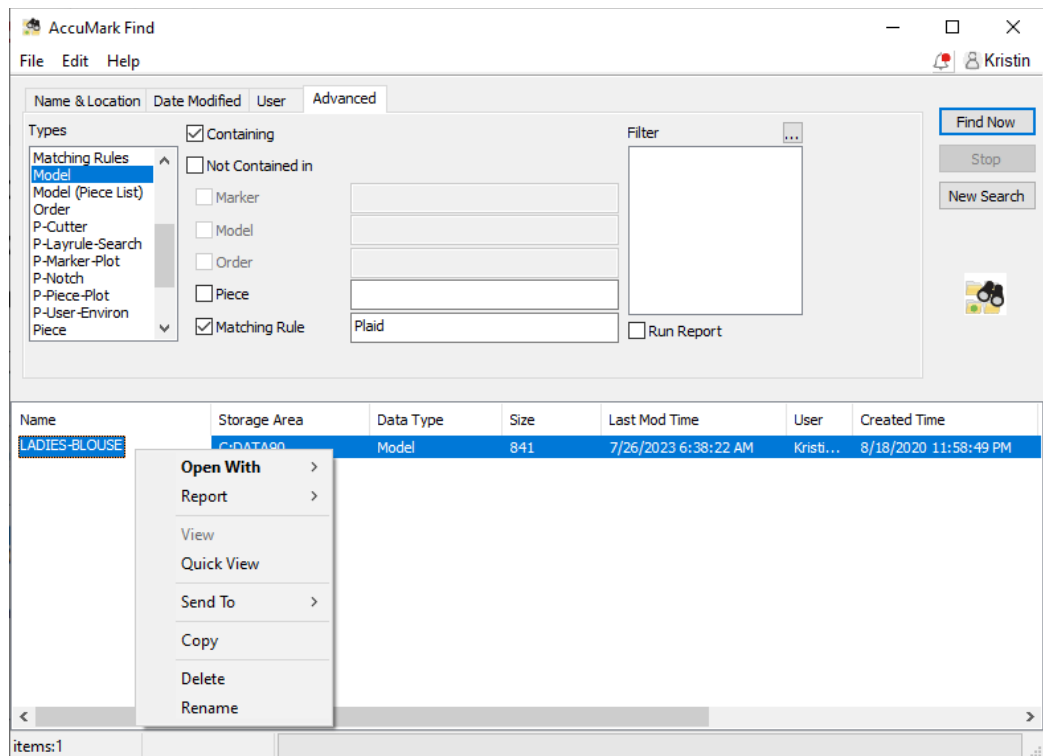 AccuMark Find
File Edit Help Kristin
Name & Location Date Modified User Advanced
Types
Matching Rules
Model
Model (Piece List)
Order
P-Cutter
P-Layrule-Search
P-Marker-Plot
P-Notch
P-Piece-Plot
P-User-Environ
Piece
Containing
Not Contained in
Marker
Model
Order
Piece
Matching Rule Plaid
Filter ...
Run Report
Find Now
Stop
New Search
Name Storage Area Data Type Size Last Mod Time User Created Time
LADIES-BLOUSE C:DATA90 Model 841 7/26/2023 6:38:22 AM Kristi... 8/18/2020 11:58:49 PM
Open With
Report
View
Quick View
Send To
Copy
Delete
Rename
items:1